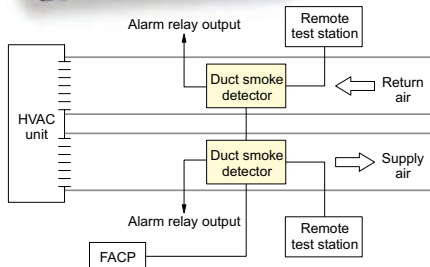 Alarm relay output
Remote
test station
Duct smoke
detector
Return
air
HVAC
unit
Duct smoke
detector
Supply
air
Alarm relay output
Remote
test station
FACP